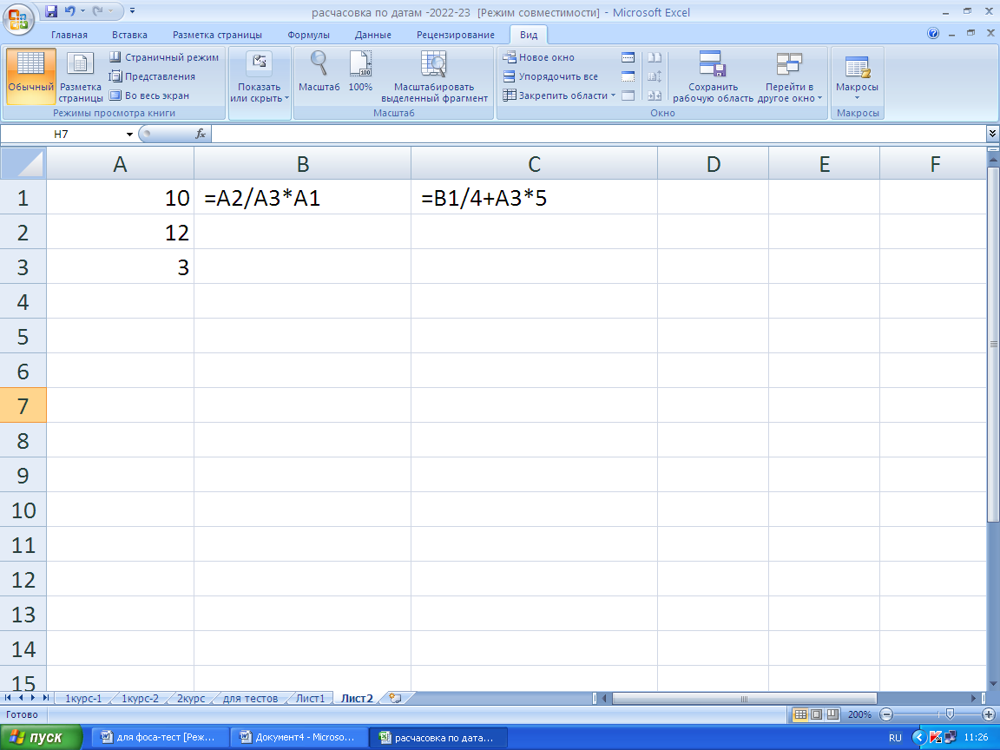 расчасовка по датам -2022-23 [Режим совместимости] - Microsoft Excel
Главная Вставка Разметка страницы Формулы Данные Рецензирование Вид
Обычный
Разметка страницы
Страничный режим
Представления
Во весь экран
Режимы просмотра книги
Показать или скрыть
Масштаб
100%
Масштабировать выделенный фрагмент
Масштаб
Новое окно
Упорядочить все
Закрепить области
Сохранить рабочую область
Перейти в другое окно
Окно
Макросы
Макросы
H7 fx
A B C D E F
1 10 =A2/A3*A1 =B1/4+A3*5
2 12
3 3
4
5
6
7
8
9
10
11
12
13
14
15
1курс-1 1курс-2 2курс для тестов Лист1 Лист2
Готово 200%
пуск для фоса-тест [Реж... Документ4 - Microso... расчасовка по дата... RU 11:26